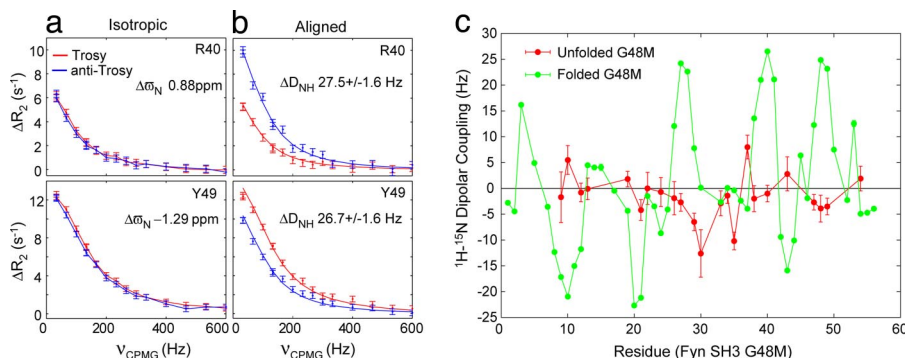 a Isotropic
b Aligned
c
R40
Trosy
anti-Trosy
Δϖ_N 0.88ppm
ΔR₂ (s⁻¹)
10
8
6
4
2
0
R40
ΔD_NH 27.5+/-1.6 Hz
Y49
Δϖ_N −1.29 ppm
ΔR₂ (s⁻¹)
12
8
4
0
0 200 400 600
ν_CPMG (Hz)
Y49
ΔD_NH 26.7+/-1.6 Hz
0 200 400 600
ν_CPMG (Hz)
Unfolded G48M
Folded G48M
¹H-¹⁵N Dipolar Coupling (Hz)
30
25
20
15
10
5
0
-5
-10
-15
-20
-25
0 10 20 30 40 50 60
Residue (Fyn SH3 G48M)